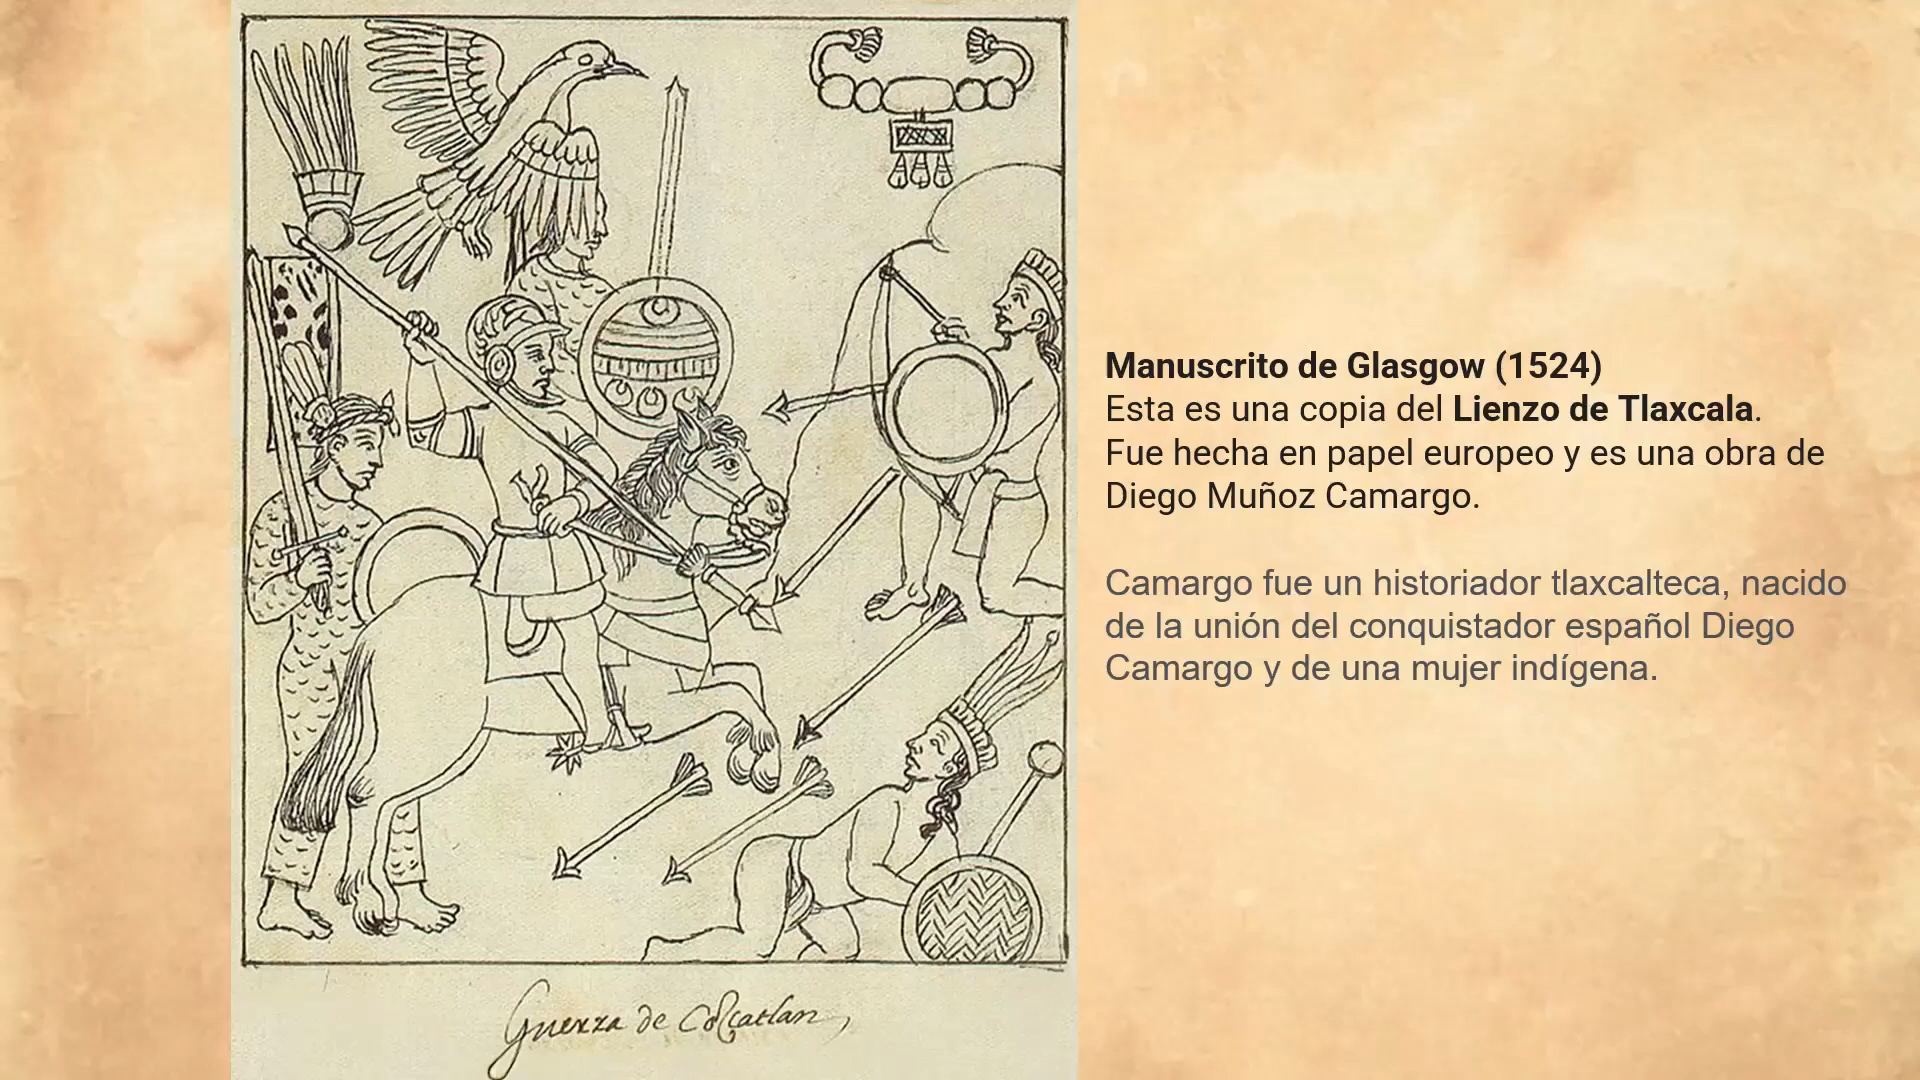 Manuscrito de Glasgow (1524)
Esta es una copia del Lienzo de Tlaxcala.
Fue hecha en papel europeo y es una obra de
Diego Muñoz Camargo.
Camargo fue un historiador tlaxcalteca, nacido
de la unión del conquistador español Diego
Camargo y de una mujer indígena.
Guerra de